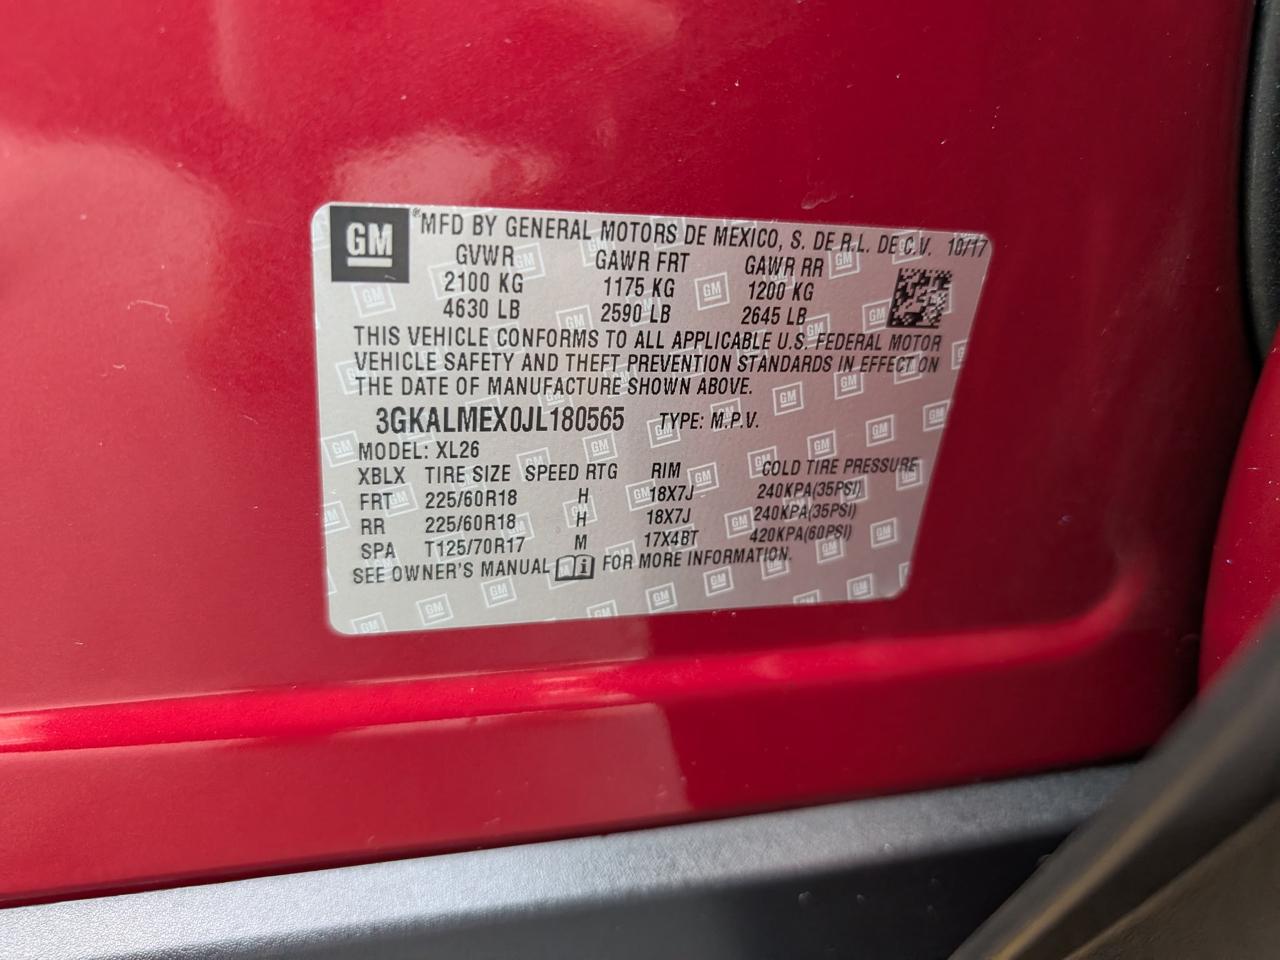 GM ® MFD BY GENERAL MOTORS DE MEXICO, S. DE R.L. DE C.V. 10/17
GVWR GAWR FRT GAWR RR
2100 KG 1175 KG 1200 KG
4630 LB 2590 LB 2645 LB
THIS VEHICLE CONFORMS TO ALL APPLICABLE U.S. FEDERAL MOTOR
VEHICLE SAFETY AND THEFT PREVENTION STANDARDS IN EFFECT ON
THE DATE OF MANUFACTURE SHOWN ABOVE.
3GKALMEX0JL180565 TYPE: M.P.V.
MODEL: XL26
XBLX TIRE SIZE SPEED RTG RIM COLD TIRE PRESSURE
FRT 225/60R18 H 18X7J 240KPA(35PSI)
RR 225/60R18 H 18X7J 240KPA(35PSI)
SPA T125/70R17 M 17X4BT 420KPA(60PSI)
SEE OWNER'S MANUAL i FOR MORE INFORMATION.